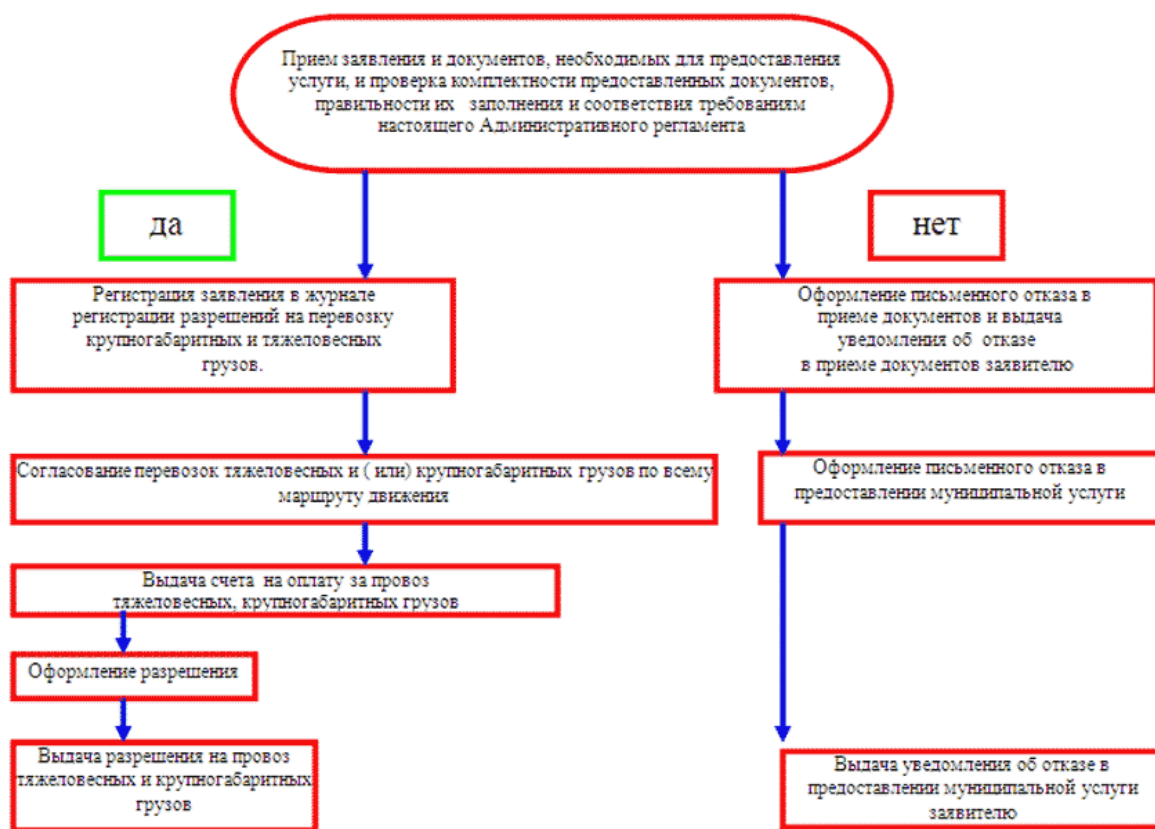 Прием заявления и документов, необходимых для предоставления
услуги, и проверка комплектности предоставленных документов,
правильности их заполнения и соответствия требованиям
настоящего Административного регламента
да
нет
Регистрация заявления в журнале
регистрации разрешений на перевозку
крупногабаритных и тяжеловесных
грузов.
Оформление письменного отказа в
приеме документов и выдача
уведомления об отказе
в приеме документов заявителю
Согласование перевозок тяжеловесных и ( или) крупногабаритных грузов по всему
маршруту движения
Оформление письменного отказа в
предоставлении муниципальной услуги
Выдача счета на оплату за провоз
тяжеловесных, крупногабаритных грузов
Оформление разрешения
Выдача разрешения на провоз
тяжеловесных и крупногабаритных
грузов
Выдача уведомления об отказе в
предоставлении муниципальной услуги
заявителю